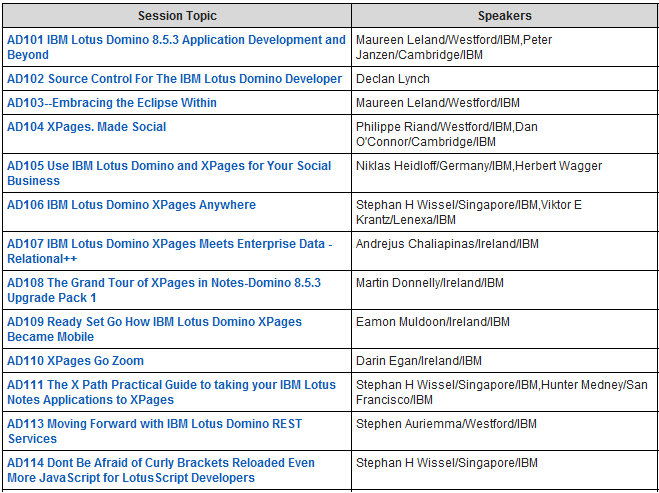 Session Topic
Speakers
AD101 IBM Lotus Domino 8.5.3 Application Development and
Beyond
Maureen Leland/Westford/IBM,Peter
Janzen/Cambridge/IBM
AD102 Source Control For The IBM Lotus Domino Developer
Declan Lynch
AD103--Embracing the Eclipse Within
Maureen Leland/Westford/IBM
AD104 XPages. Made Social
Philippe Riand/Westford/IBM,Dan
O'Connor/Cambridge/IBM
AD105 Use IBM Lotus Domino and XPages for Your Social
Business
Niklas Heidloff/Germany/IBM,Herbert Wagger
AD106 IBM Lotus Domino XPages Anywhere
Stephan H Wissel/Singapore/IBM,Viktor E
Krantz/Lenexa/IBM
AD107 IBM Lotus Domino XPages Meets Enterprise Data -
Relational++
Andrejus Chaliapinas/Ireland/IBM
AD108 The Grand Tour of XPages in Notes-Domino 8.5.3
Upgrade Pack 1
Martin Donnelly/Ireland/IBM
AD109 Ready Set Go How IBM Lotus Domino XPages
Became Mobile
Eamon Muldoon/Ireland/IBM
AD110 XPages Go Zoom
Darin Egan/Ireland/IBM
AD111 The X Path Practical Guide to taking your IBM Lotus
Notes Applications to XPages
Stephan H Wissel/Singapore/IBM,Hunter Medney/San
Francisco/IBM
AD113 Moving Forward with IBM Lotus Domino REST
Services
Stephen Auriemma/Westford/IBM
AD114 Dont Be Afraid of Curly Brackets Reloaded Even
More JavaScript for LotusScript Developers
Stephan H Wissel/Singapore/IBM